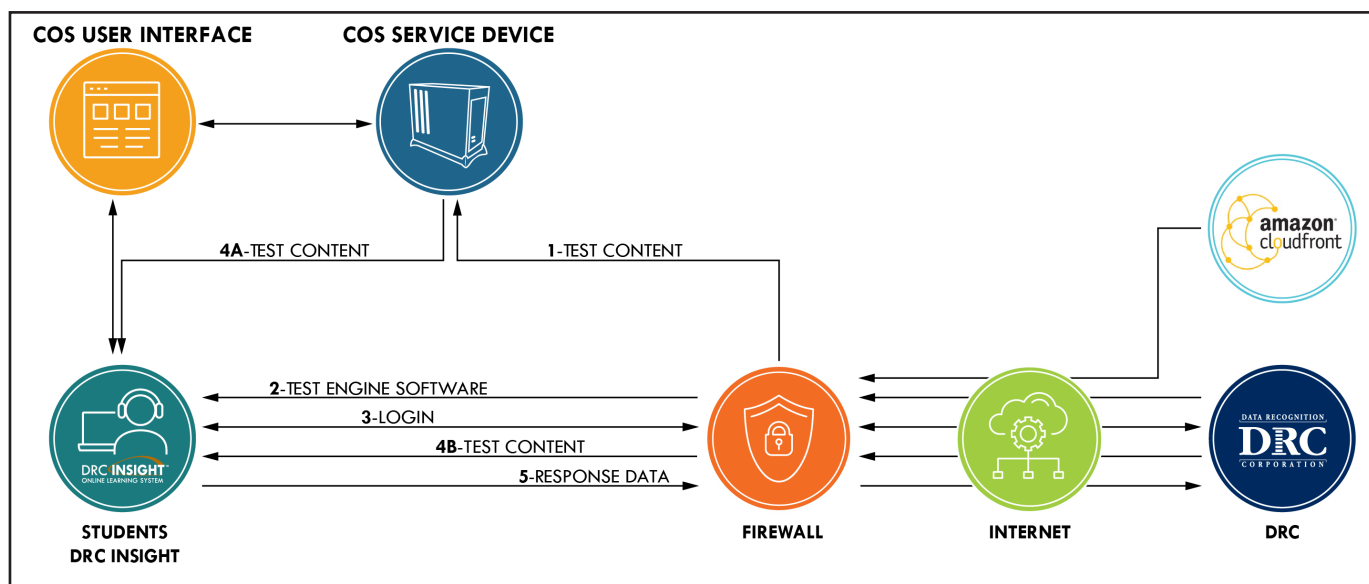 COS USER INTERFACE
COS SERVICE DEVICE
amazon
cloudfront
4A-TEST CONTENT
1-TEST CONTENT
2-TEST ENGINE SOFTWARE
3-LOGIN
4B-TEST CONTENT
5-RESPONSE DATA
DRC INSIGHT™
ONLINE LEARNING SYSTEM
DATA RECOGNITION
DRC
CORPORATION
STUDENTS
DRC INSIGHT
FIREWALL
INTERNET
DRC